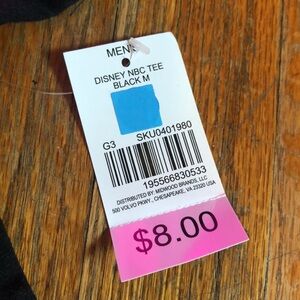 MENS
DISNEY NBC TEE
BLACK M
G3 SKU0401980
195566830533
DISTRIBUTED BY: MIDWOOD BRANDS, LLC
500 VOLVO PKWY., CHESAPEAKE, VA 23320 USA
$8.00